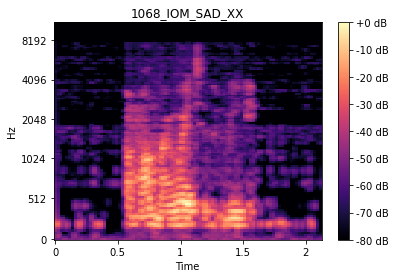 1068_IOM_SAD_XX
+0 dB
8192
-10 dB
4096
-20 dB
-30 dB
2048
Hz
-40 dB
1024
-50 dB
512
-60 dB
-70 dB
0
-80 dB
0 0.5 1 1.5 2
Time